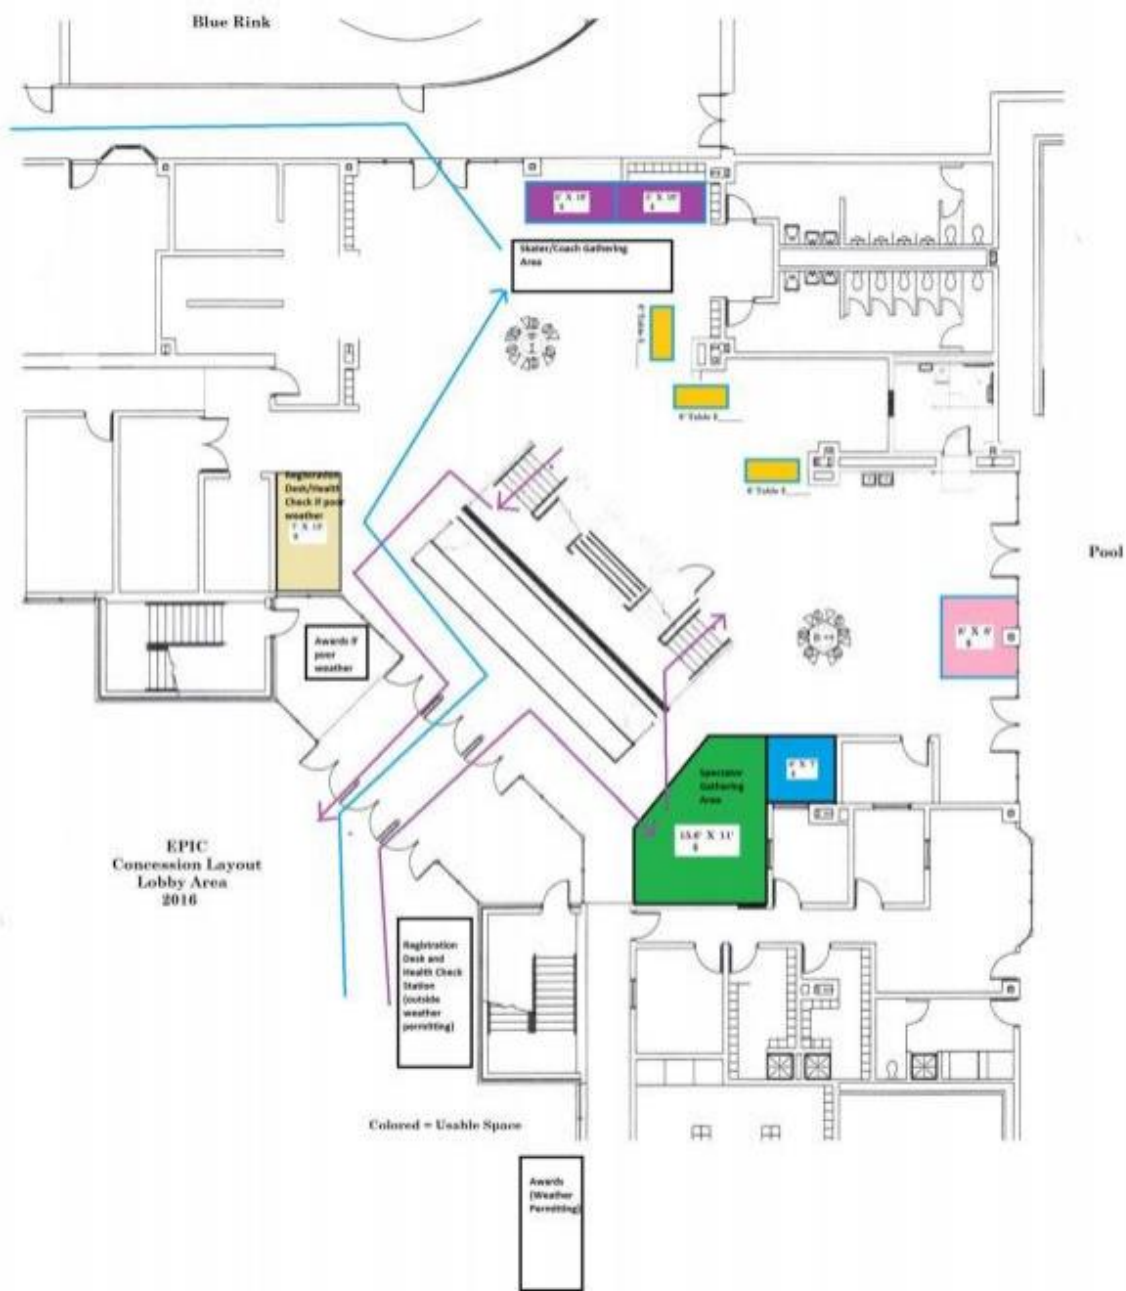 Blue Rink
Skater/Coach Gathering
Area
Registration
Desk/Health
Check if poor
weather
Pool
Awards if
poor
weather
Spectator
Gathering
Area
15.6' X 11'
$
EPIC
Concession Layout
Lobby Area
2016
Registration
Desk and
Health Check
Station
(outside
weather
permitting)
Colored = Usable Space
Awards
(Weather
Permitting)